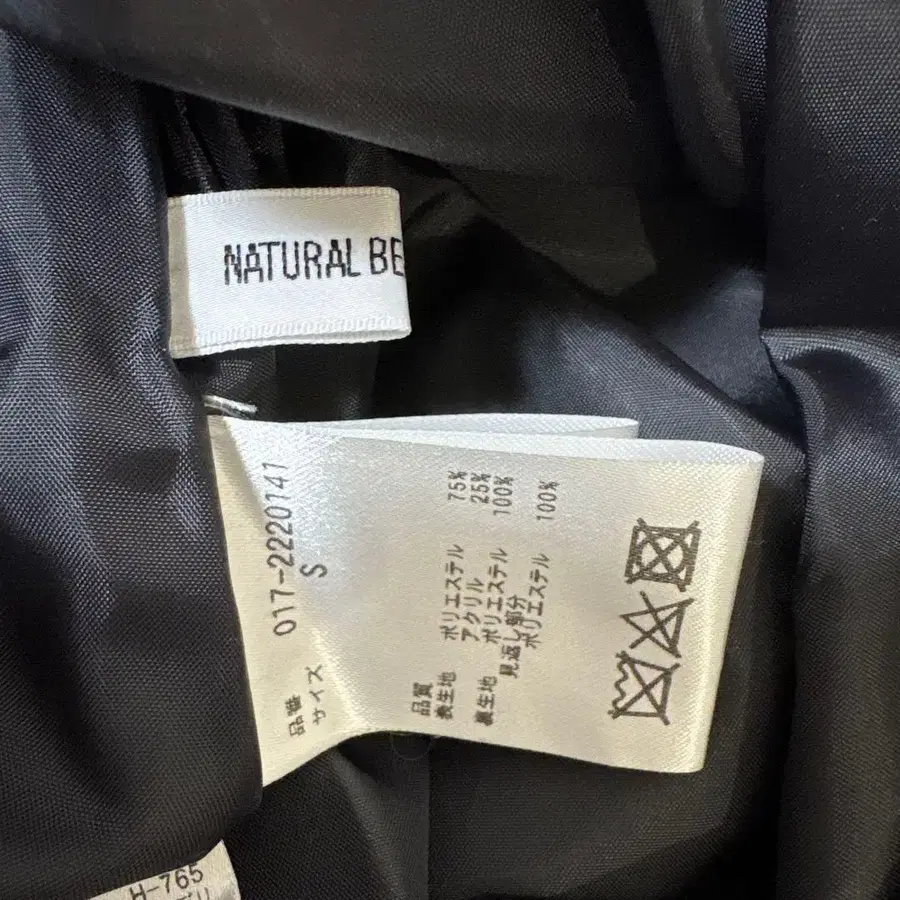 NATURAL BE
品番 017-2220141
サイズ S
品質
表生地 ポリエステル 75%
アクリル 25%
裏生地 ポリエステル 100%
見返し部分
ポリエステル 100%
H-765